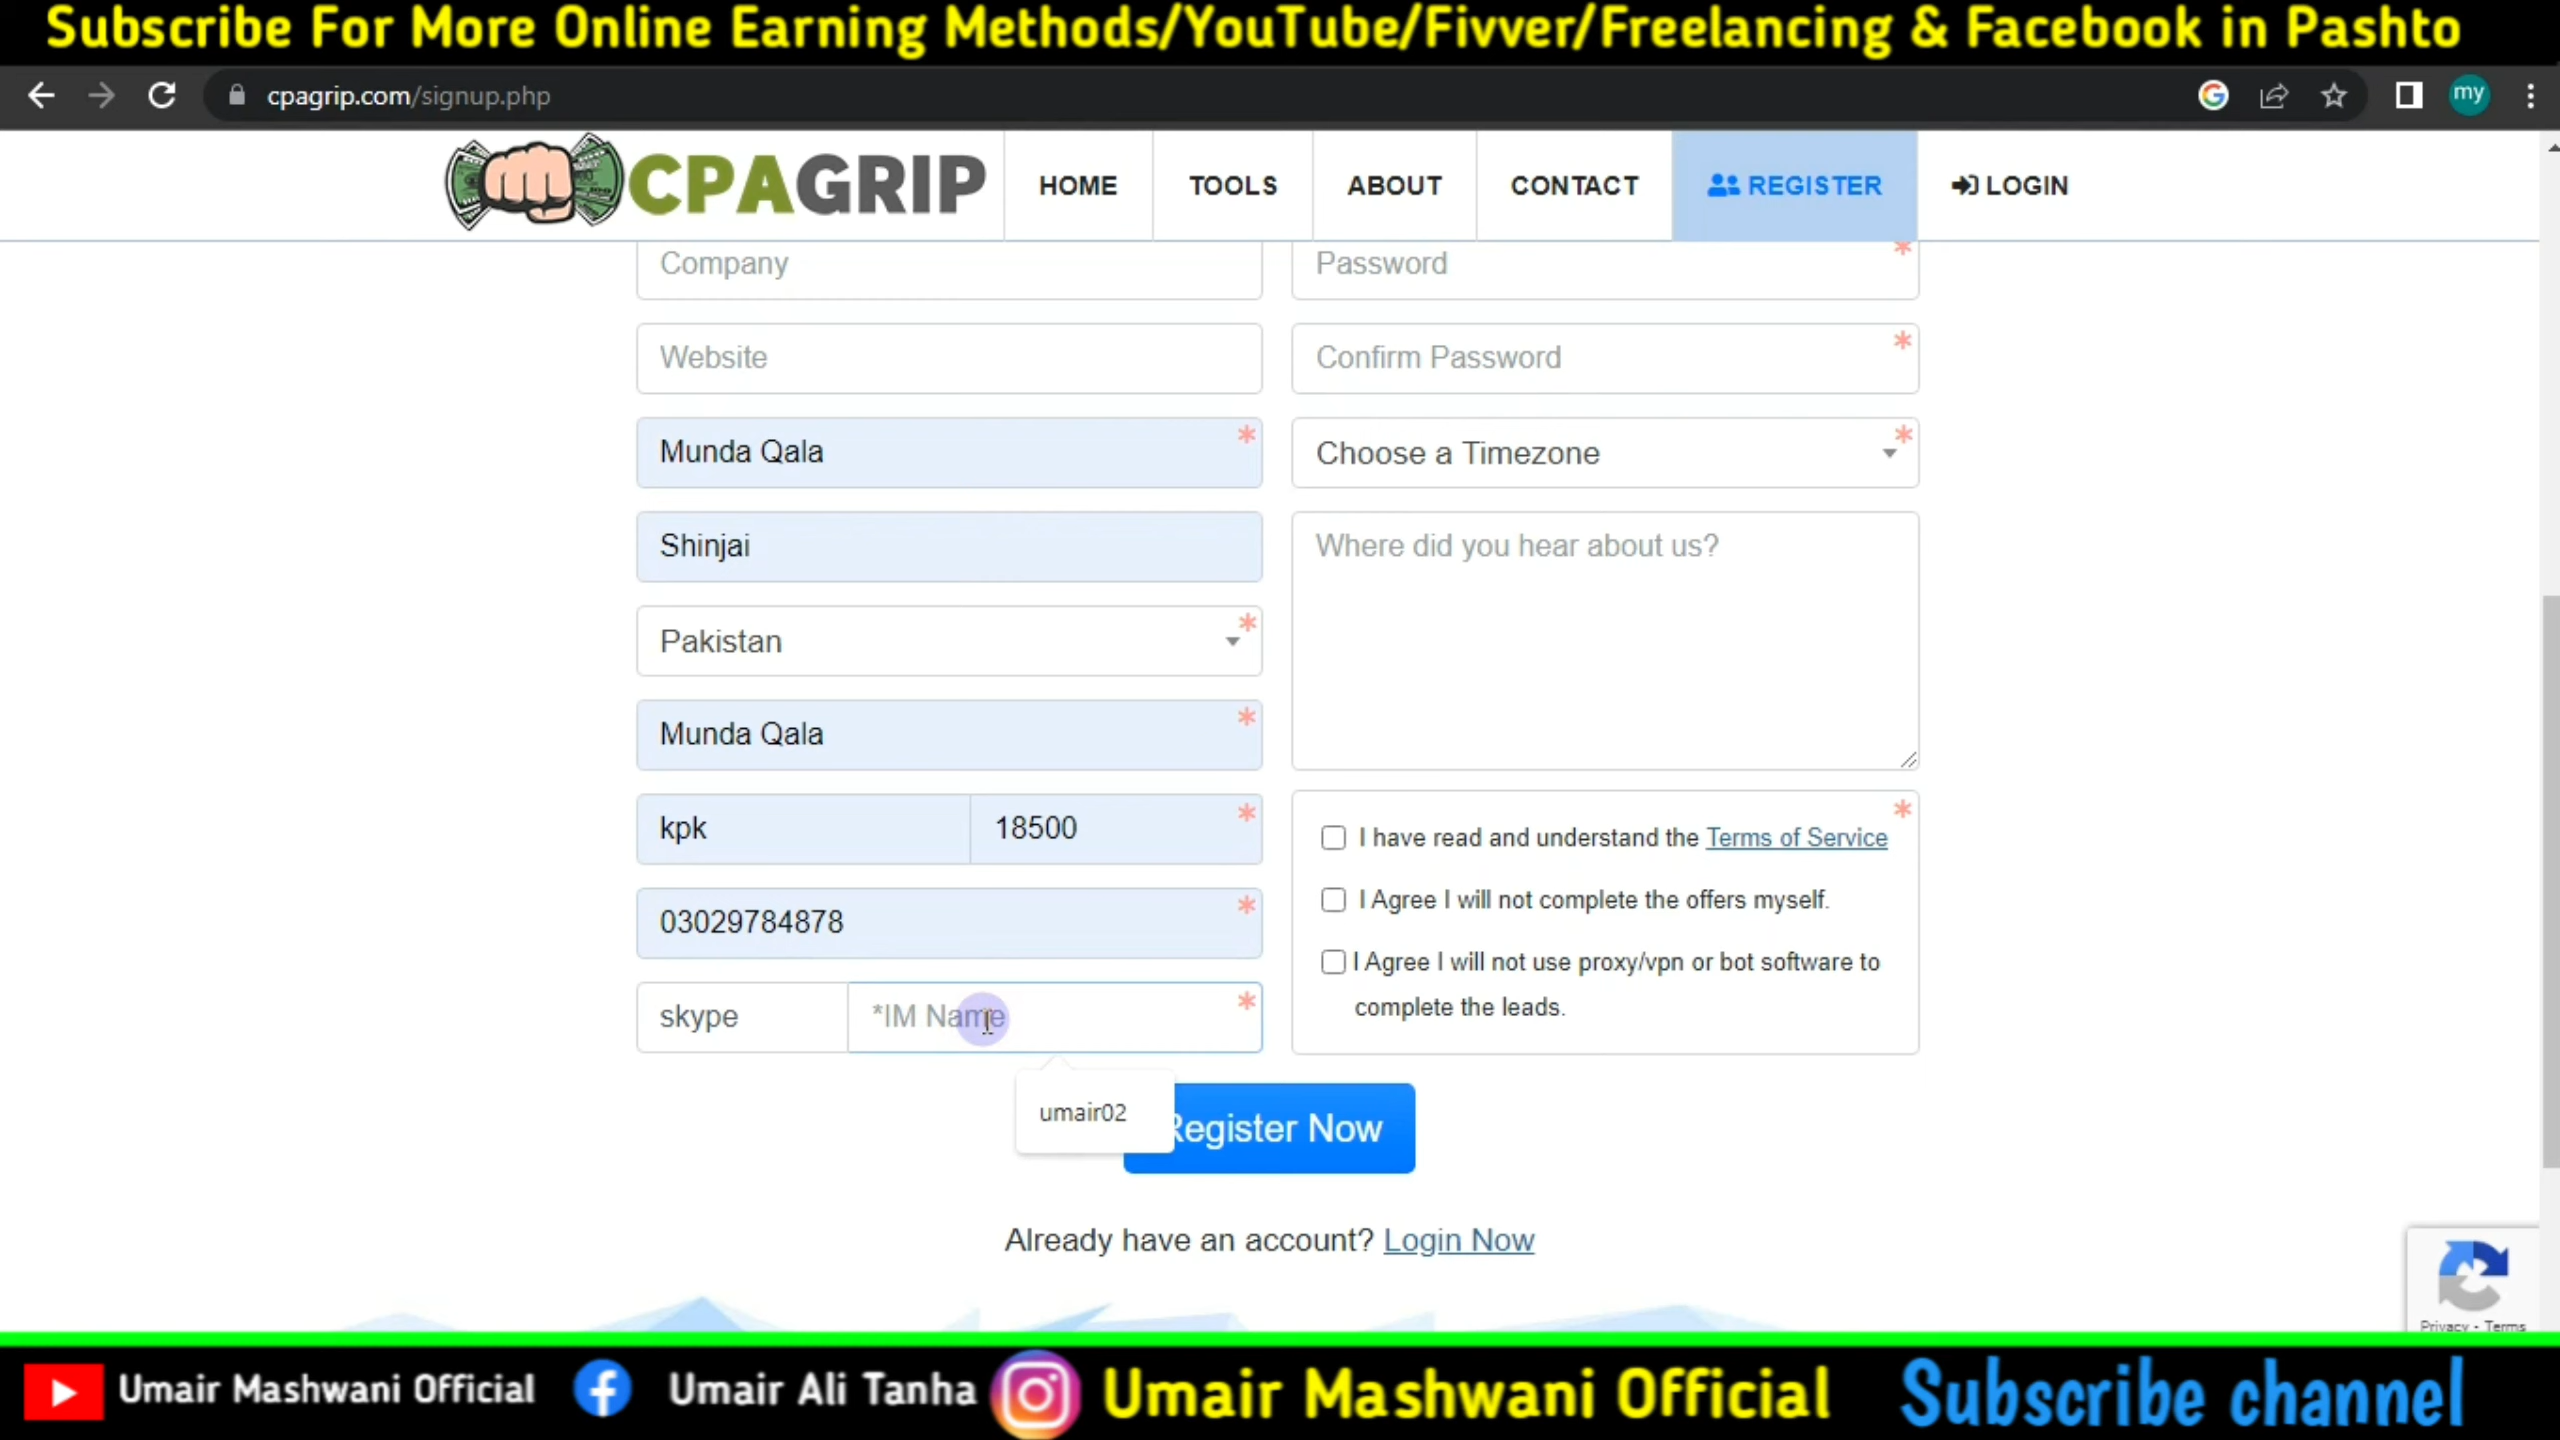 Subscribe For More Online Earning Methods/YouTube/Fivver/Freelancing & Facebook in Pashto
cpagrip.com/signup.php
my
CPAGRIP
HOME
TOOLS
ABOUT
CONTACT
REGISTER
LOGIN
Company
Password *
Website
Confirm Password *
Munda Qala *
Choose a Timezone *
Shinjai
Where did you hear about us?
Pakistan *
Munda Qala *
kpk
18500 *
I have read and understand the Terms of Service *
I Agree I will not complete the offers myself.
03029784878 *
I Agree I will not use proxy/vpn or bot software to
complete the leads.
skype
*IM Name *
umair02
Register Now
Already have an account? Login Now
Privacy - Terms
Umair Mashwani Official
Umair Ali Tanha
Umair Mashwani Official
Subscribe channel